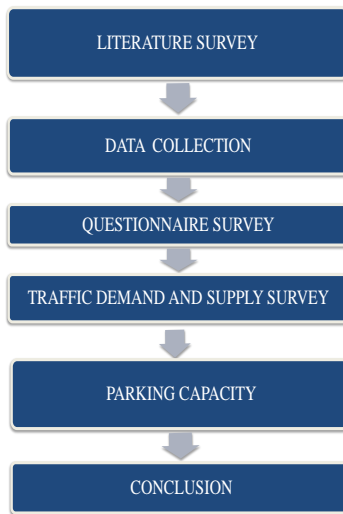 LITERATURE SURVEY
DATA COLLECTION
QUESTIONNAIRE SURVEY
TRAFFIC DEMAND AND SUPPLY SURVEY
PARKING CAPACITY
CONCLUSION